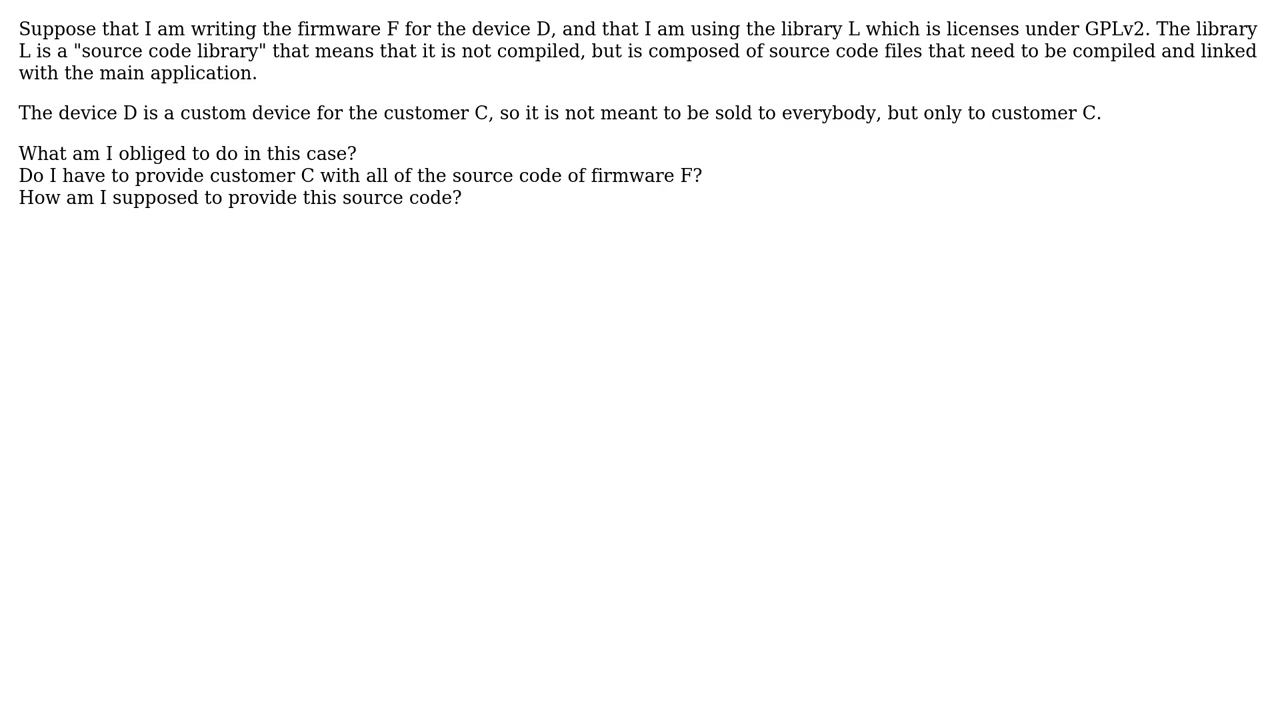 Suppose that I am writing the firmware F for the device D, and that I am using the library L which is licenses under GPLv2. The library
L is a "source code library" that means that it is not compiled, but is composed of source code files that need to be compiled and linked
with the main application.
The device D is a custom device for the customer C, so it is not meant to be sold to everybody, but only to customer C.
What am I obliged to do in this case?
Do I have to provide customer C with all of the source code of firmware F?
How am I supposed to provide this source code?